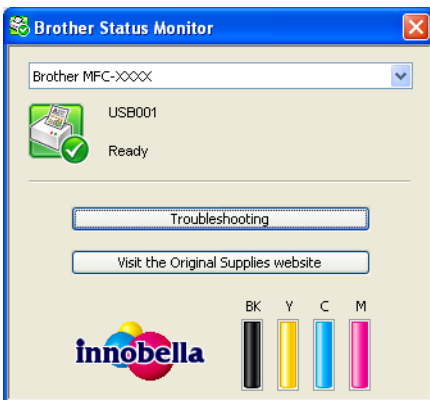 Brother Status Monitor
Brother MFC-XXXX
USB001
Ready
Troubleshooting
Visit the Original Supplies website
BK Y C M
innobella